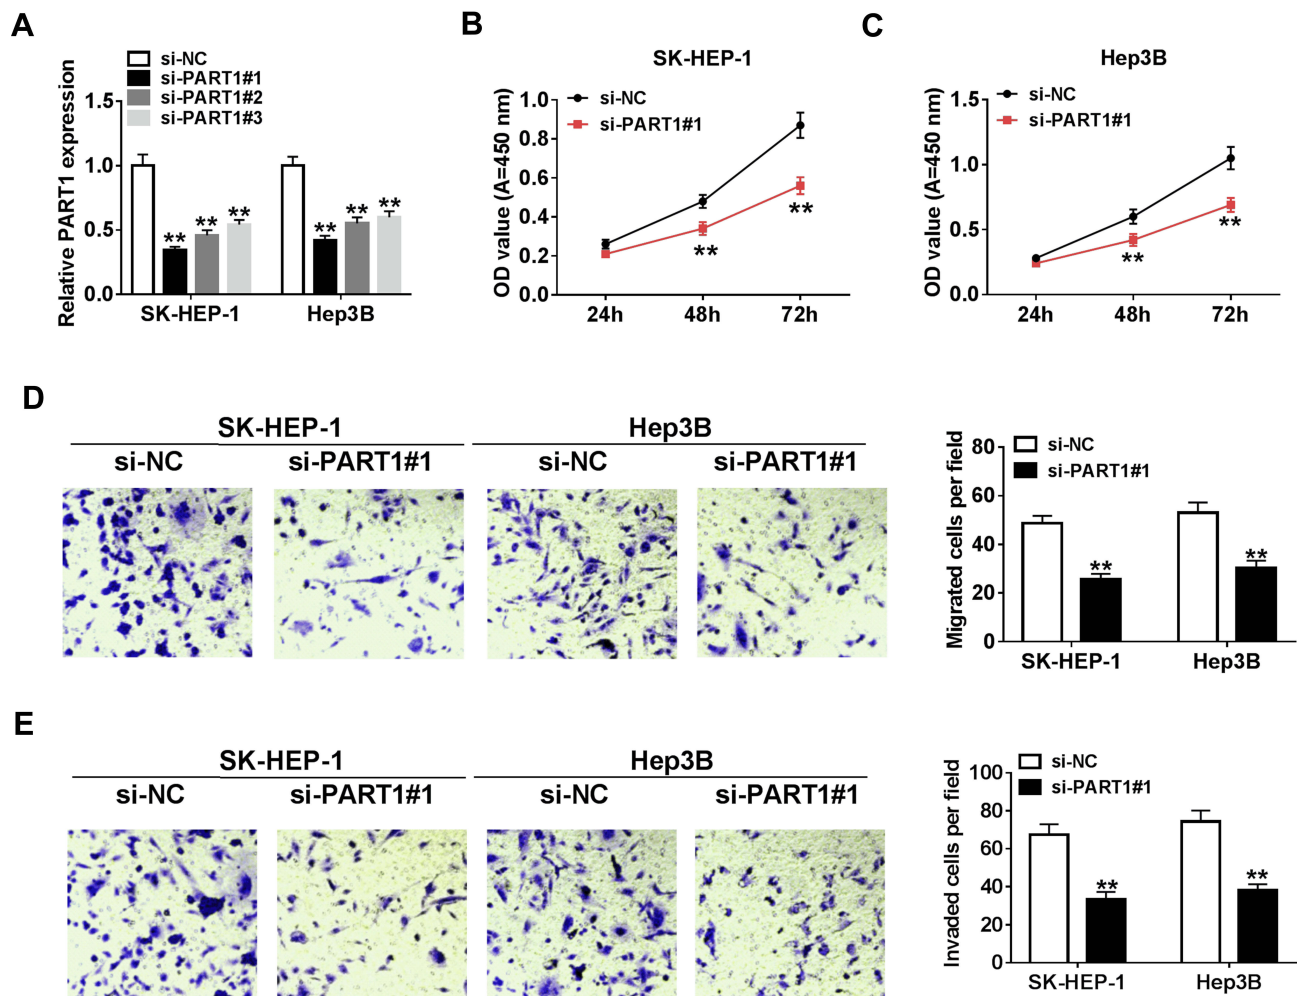 A
si-NC
si-PART1#1
si-PART1#2
si-PART1#3
Relative PART1 expression
1.5
1.0
0.5
0.0
**
**
**
**
**
**
SK-HEP-1
Hep3B
B
SK-HEP-1
si-NC
si-PART1#1
OD value (A=450 nm)
1.0
0.8
0.6
0.4
0.2
0.0
**
**
24h
48h
72h
C
Hep3B
si-NC
si-PART1#1
OD value (A=450 nm)
1.5
1.0
0.5
0.0
**
**
24h
48h
72h
D
SK-HEP-1
Hep3B
si-NC
si-PART1#1
si-NC
si-PART1#1
si-NC
si-PART1#1
Migrated cells per field
80
60
40
20
0
**
**
SK-HEP-1
Hep3B
E
SK-HEP-1
Hep3B
si-NC
si-PART1#1
si-NC
si-PART1#1
si-NC
si-PART1#1
Invaded cells per field
100
80
60
40
20
0
**
**
SK-HEP-1
Hep3B